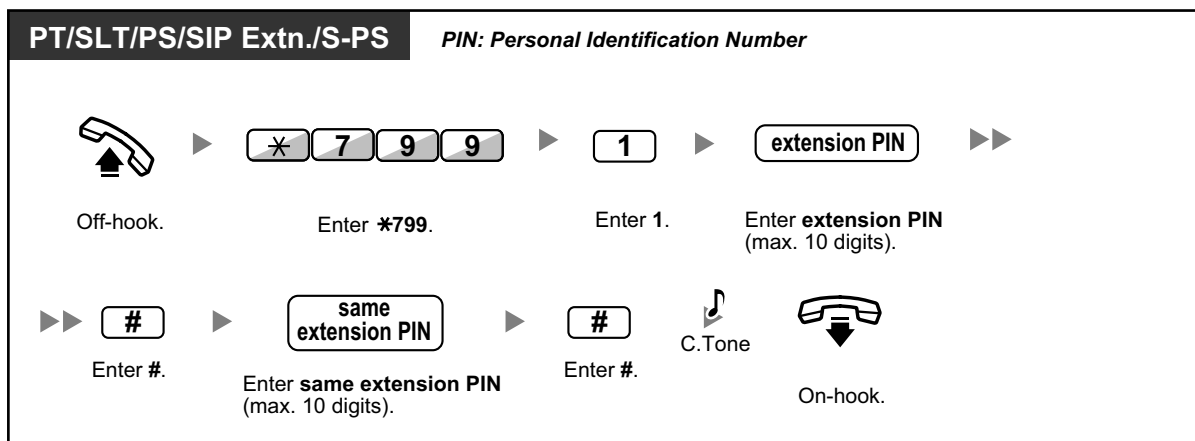 PT/SLT/PS/SIP Extn./S-PS PIN: Personal Identification Number
* 7 9 9 1 extension PIN
Off-hook. Enter *799. Enter 1. Enter extension PIN
(max. 10 digits).
# same
extension PIN #
C.Tone
Enter #. Enter same extension PIN
(max. 10 digits). Enter #.
On-hook.